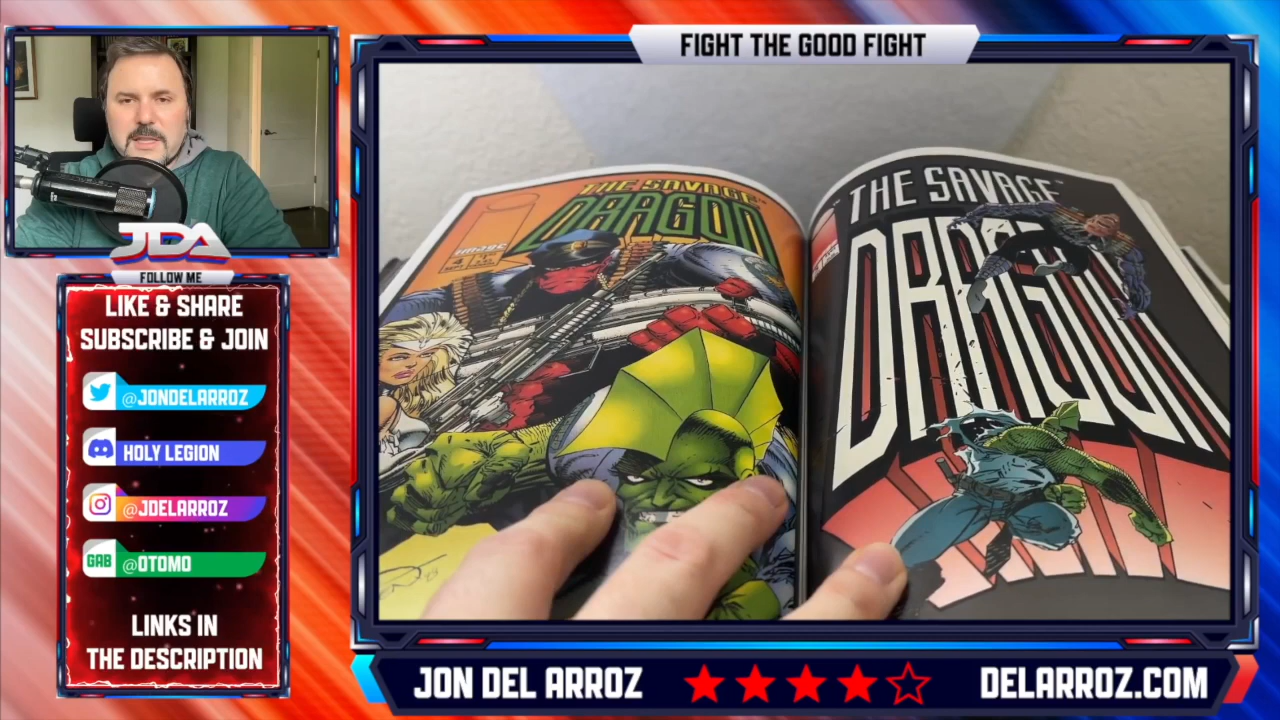 FIGHT THE GOOD FIGHT
JDA
FOLLOW ME
LIKE & SHARE
SUBSCRIBE & JOIN
@JONDELARROZ
HOLY LEGION
@JDELARROZ
GAB
@OTOMO
LINKS IN
THE DESCRIPTION
THE SAVAGE
DRAGON
image
THE SAVAGE
DRAGON
JON DEL ARROZ
DELARROZ.COM